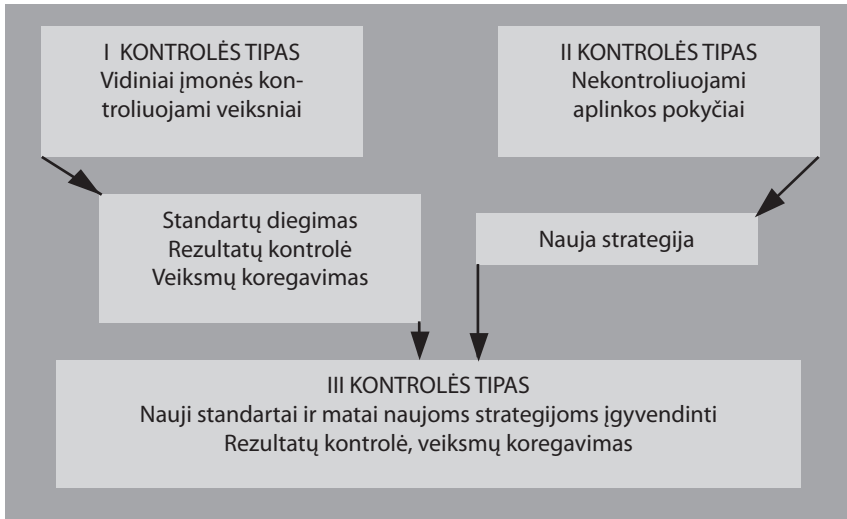 I KONTROLĖS TIPAS
Vidiniai įmonės kon-
troliuojami veiksniai
II KONTROLĖS TIPAS
Nekontroliuojami
aplinkos pokyčiai
Standartų diegimas
Rezultatų kontrolė
Veiksmų koregavimas
Nauja strategija
III KONTROLĖS TIPAS
Nauji standartai ir matai naujoms strategijoms įgyvendinti
Rezultatų kontrolė, veiksmų koregavimas